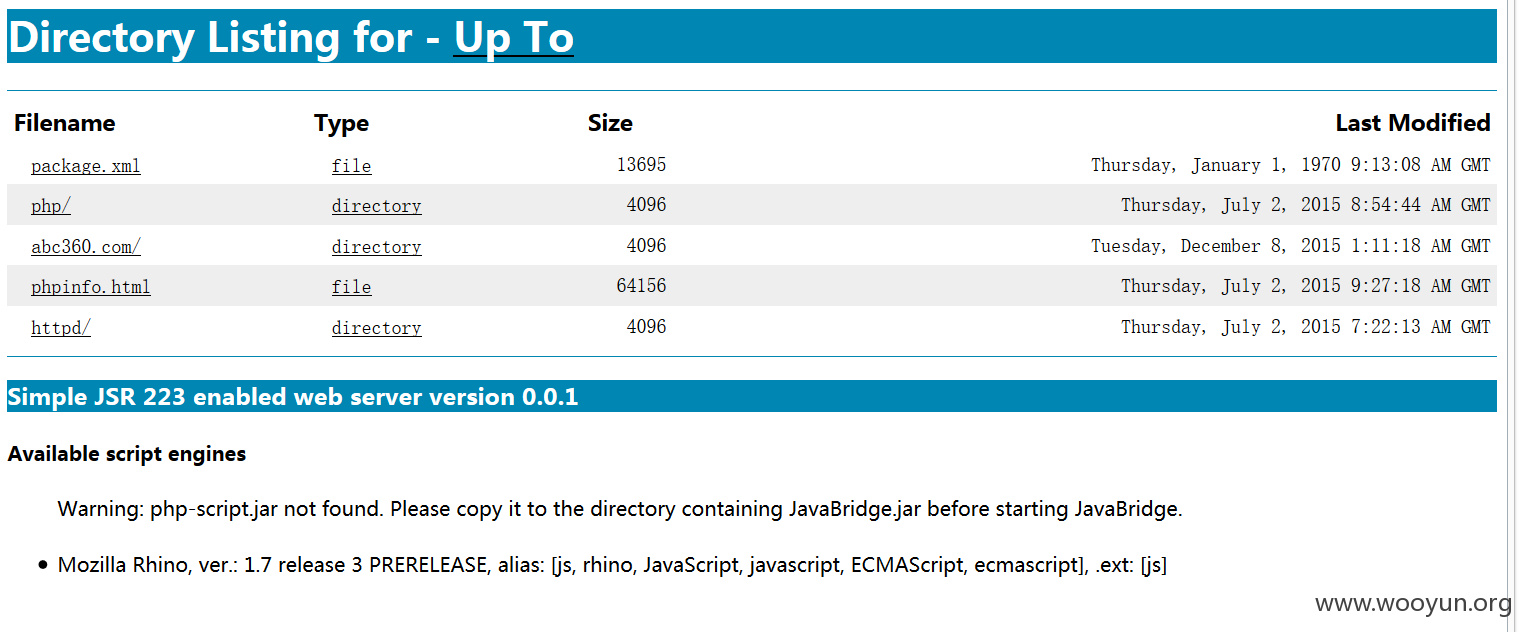 Directory Listing for - Up To
Filename Type Size Last Modified
package.xml file 13695 Thursday, January 1, 1970 9:13:08 AM GMT
php/ directory 4096 Thursday, July 2, 2015 8:54:44 AM GMT
abc360.com/ directory 4096 Tuesday, December 8, 2015 1:11:18 AM GMT
phpinfo.html file 64156 Thursday, July 2, 2015 9:27:18 AM GMT
httpd/ directory 4096 Thursday, July 2, 2015 7:22:13 AM GMT
Simple JSR 223 enabled web server version 0.0.1
Available script engines
Warning: php-script.jar not found. Please copy it to the directory containing JavaBridge.jar before starting JavaBridge.
• Mozilla Rhino, ver.: 1.7 release 3 PRERELEASE, alias: [js, rhino, JavaScript, javascript, ECMAScript, ecmascript], .ext: [js]
www.wooyun.org